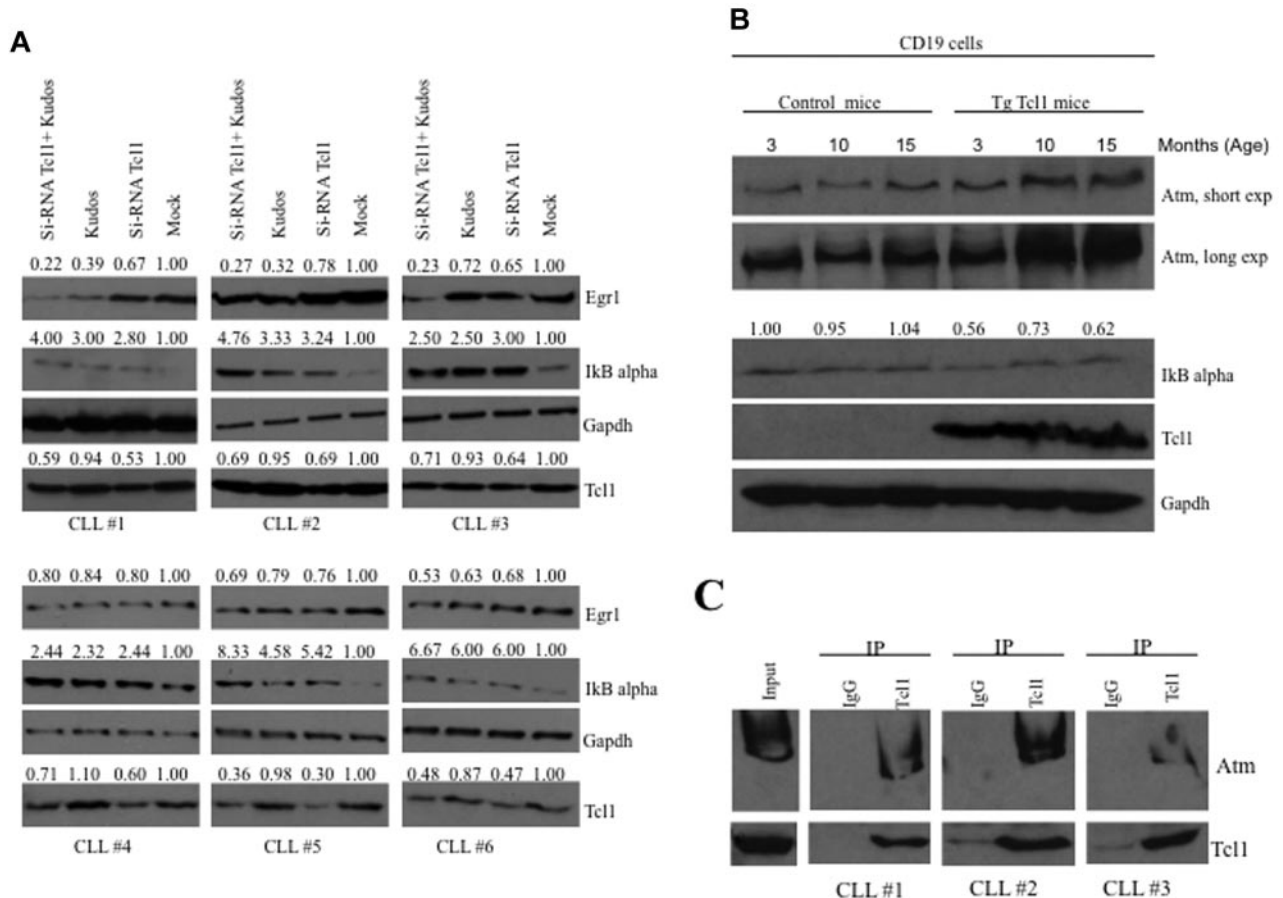 A
Si-RNA Tcl1+ Kudos
Kudos
Si-RNA Tcl1
Mock
Si-RNA Tcl1+ Kudos
Kudos
Si-RNA Tcl1
Mock
Si-RNA Tcl1+ Kudos
Kudos
Si-RNA Tcl1
Mock
0.22 0.39 0.67 1.00 0.27 0.32 0.78 1.00 0.23 0.72 0.65 1.00
Egr1
4.00 3.00 2.80 1.00 4.76 3.33 3.24 1.00 2.50 2.50 3.00 1.00
IkB alpha
Gapdh
0.59 0.94 0.53 1.00 0.69 0.95 0.69 1.00 0.71 0.93 0.64 1.00
Tcl1
CLL #1 CLL #2 CLL #3
0.80 0.84 0.80 1.00 0.69 0.79 0.76 1.00 0.53 0.63 0.68 1.00
Egr1
2.44 2.32 2.44 1.00 8.33 4.58 5.42 1.00 6.67 6.00 6.00 1.00
IkB alpha
Gapdh
0.71 1.10 0.60 1.00 0.36 0.98 0.30 1.00 0.48 0.87 0.47 1.00
Tcl1
CLL #4 CLL #5 CLL #6
B
CD19 cells
Control mice Tg Tcl1 mice
3 10 15 3 10 15 Months (Age)
Atm, short exp
Atm, long exp
1.00 0.95 1.04 0.56 0.73 0.62
IkB alpha
Tcl1
Gapdh
C
IP IP IP
Input
IgG
Tcl1
IgG
Tcl1
IgG
Tcl1
Atm
Tcl1
CLL #1 CLL #2 CLL #3